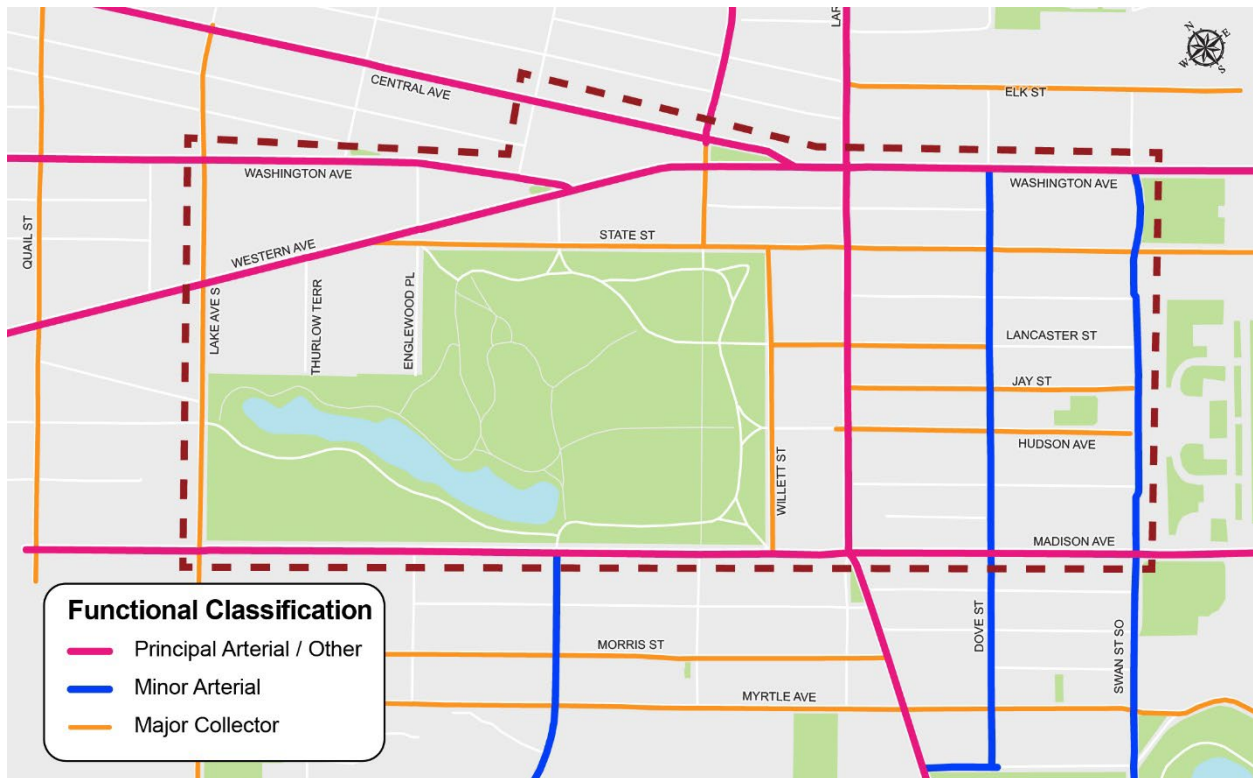 LAR
N
E
W
S
CENTRAL AVE
ELK ST
WASHINGTON AVE
WASHINGTON AVE
QUAIL ST
STATE ST
WESTERN AVE
LAKE AVE S
THURLOW TERR
ENGLEWOOD PL
LANCASTER ST
JAY ST
HUDSON AVE
WILLETT ST
MADISON AVE
Functional Classification
Principal Arterial / Other
Minor Arterial
Major Collector
MORRIS ST
DOVE ST
SWAN ST SO
MYRTLE AVE